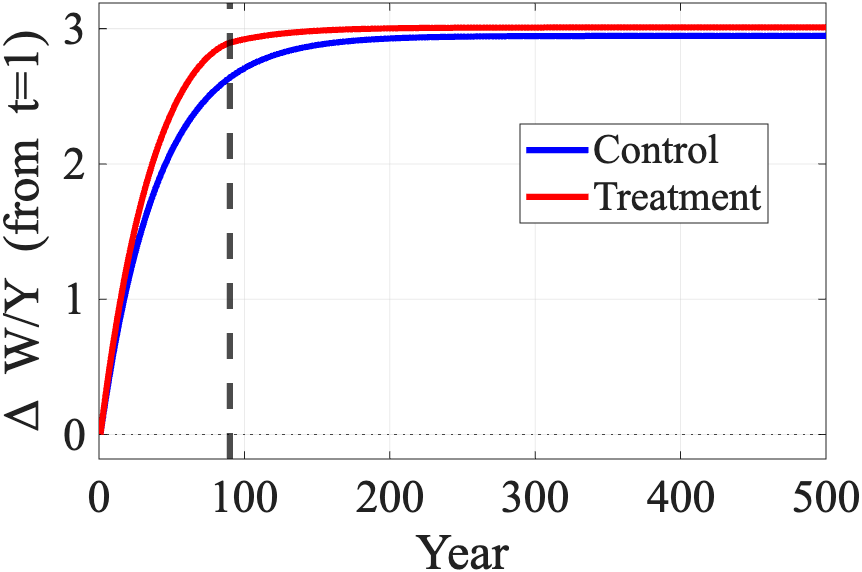 Δ W/Y (from t=1)
3
2
1
0
Control
Treatment
0 100 200 300 400 500
Year